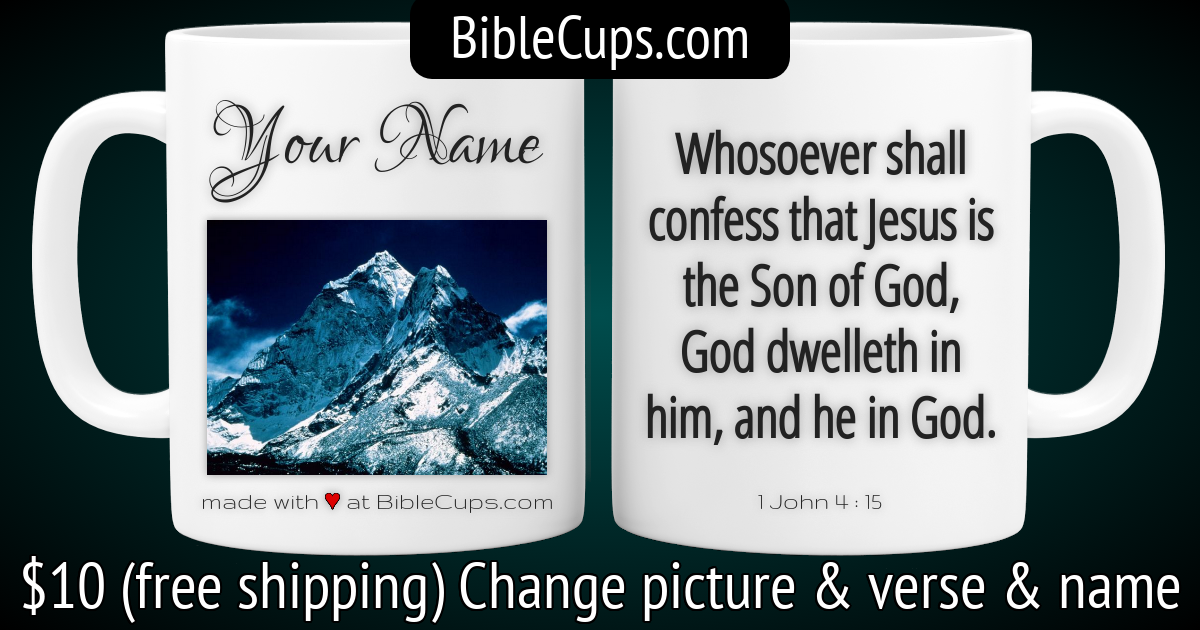 BibleCups.com
Your Name
made with ♥ at BibleCups.com
Whosoever shall
confess that Jesus is
the Son of God,
God dwelleth in
him, and he in God.
1 John 4 : 15
$10 (free shipping) Change picture & verse & name